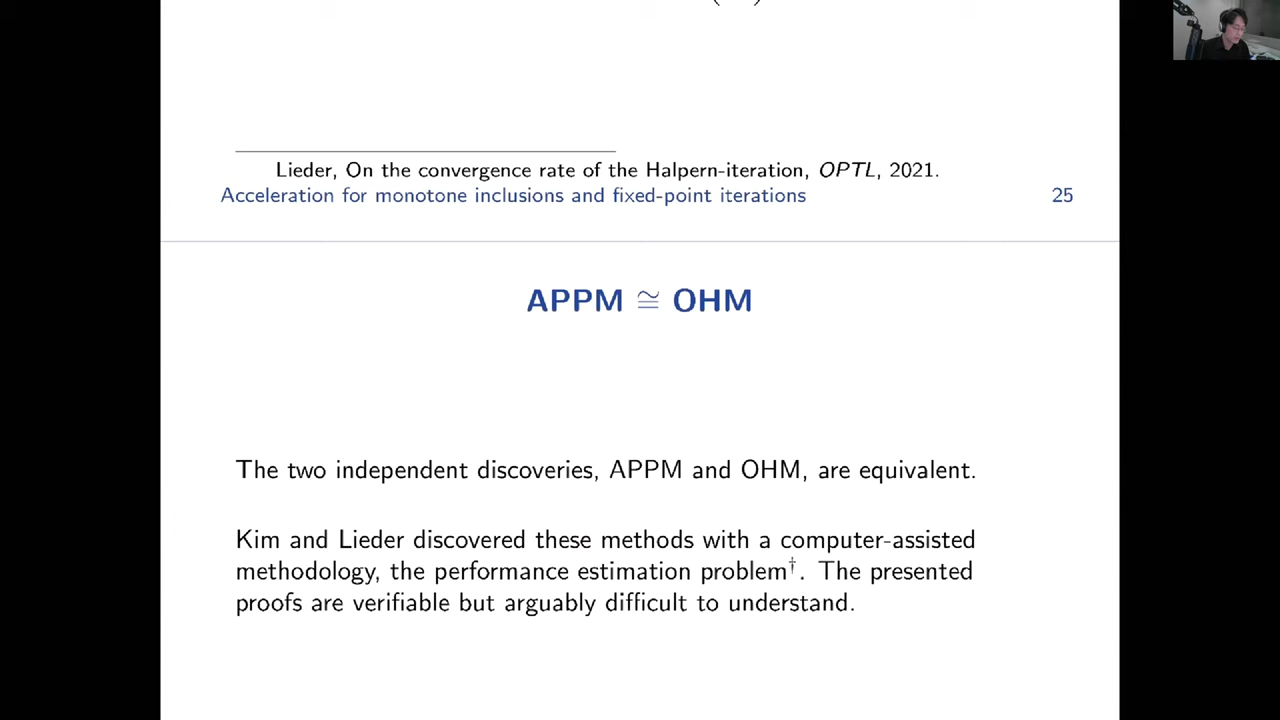 Lieder, On the convergence rate of the Halpern-iteration, OPTL, 2021.
Acceleration for monotone inclusions and fixed-point iterations 25
APPM ≅ OHM
The two independent discoveries, APPM and OHM, are equivalent.
Kim and Lieder discovered these methods with a computer-assisted
methodology, the performance estimation problem†. The presented
proofs are verifiable but arguably difficult to understand.